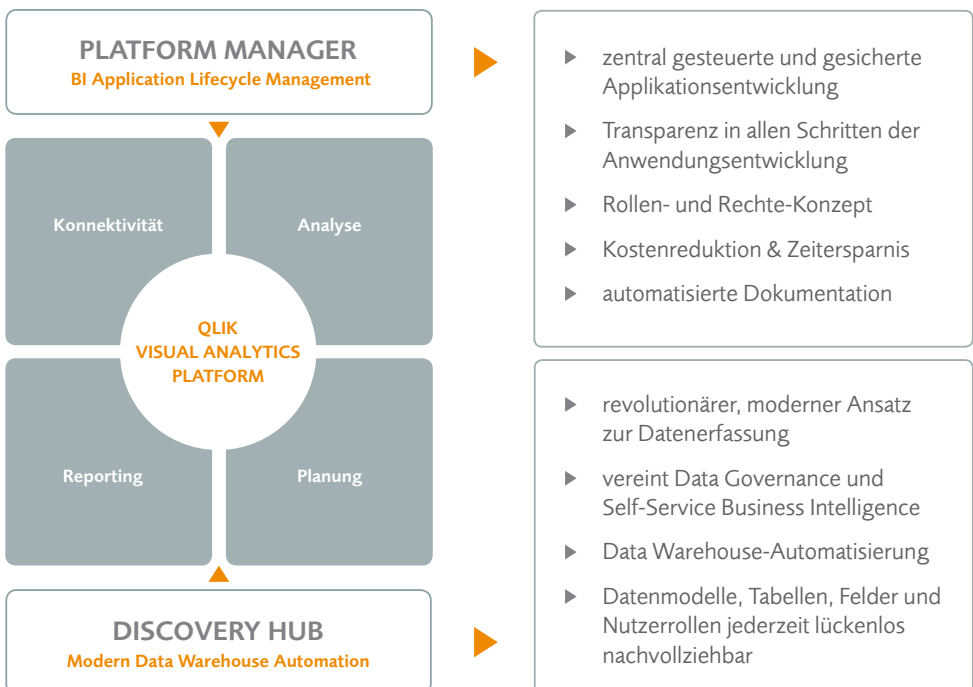 PLATFORM MANAGER
BI Application Lifecycle Management
zentral gesteuerte und gesicherte
Applikationsentwicklung
Transparenz in allen Schritten der
Anwendungsentwicklung
Rollen- und Rechte-Konzept
Kostenreduktion & Zeitersparnis
automatisierte Dokumentation
Konnektivität
Analyse
QLIK
VISUAL ANALYTICS
PLATFORM
Reporting
Planung
DISCOVERY HUB
Modern Data Warehouse Automation
revolutionärer, moderner Ansatz
zur Datenerfassung
vereint Data Governance und
Self-Service Business Intelligence
Data Warehouse-Automatisierung
Datenmodelle, Tabellen, Felder und
Nutzerrollen jederzeit lückenlos
nachvollziehbar